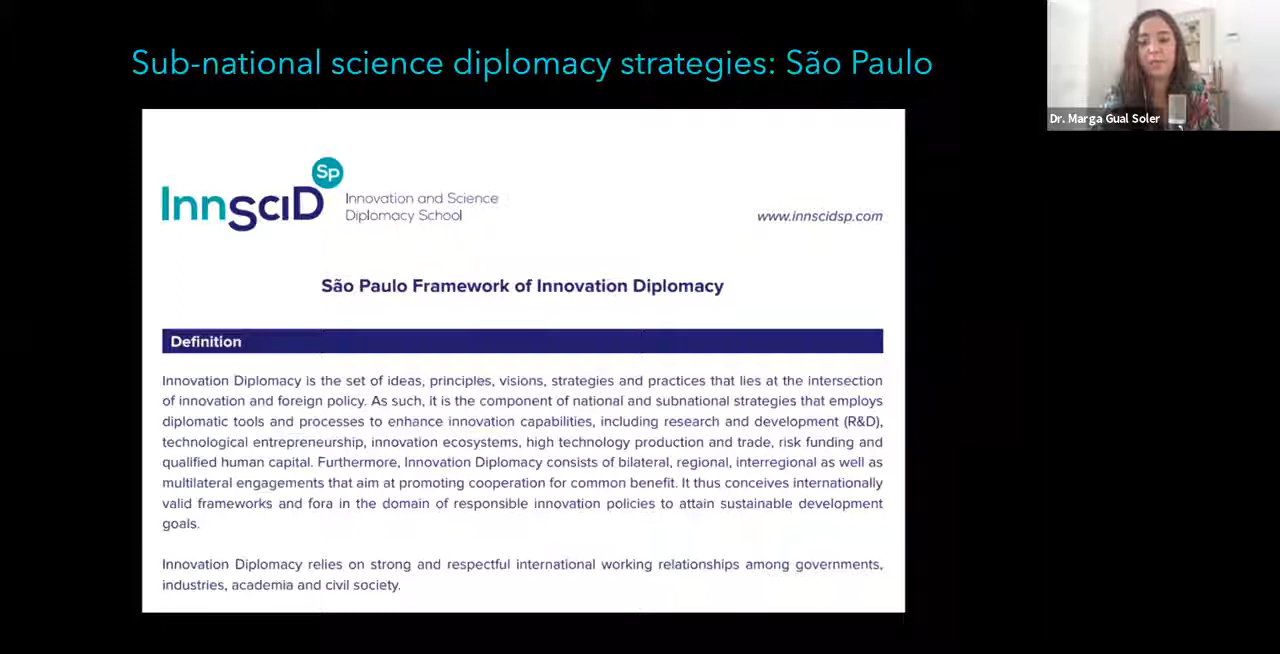 Sub-national science diplomacy strategies: São Paulo
Dr. Marga Gual Soler
InnSciD
Sp
Innovation and Science
Diplomacy School
www.innscidsp.com
São Paulo Framework of Innovation Diplomacy
Definition
Innovation Diplomacy is the set of ideas, principles, visions, strategies and practices that lies at the intersection
of innovation and foreign policy. As such, it is the component of national and subnational strategies that employs
diplomatic tools and processes to enhance innovation capabilities, including research and development (R&D),
technological entrepreneurship, innovation ecosystems, high technology production and trade, risk funding and
qualified human capital. Furthermore, Innovation Diplomacy consists of bilateral, regional, interregional as well as
multilateral engagements that aim at promoting cooperation for common benefit. It thus conceives internationally
valid frameworks and fora in the domain of responsible innovation policies to attain sustainable development
goals.
Innovation Diplomacy relies on strong and respectful international working relationships among governments,
industries, academia and civil society.